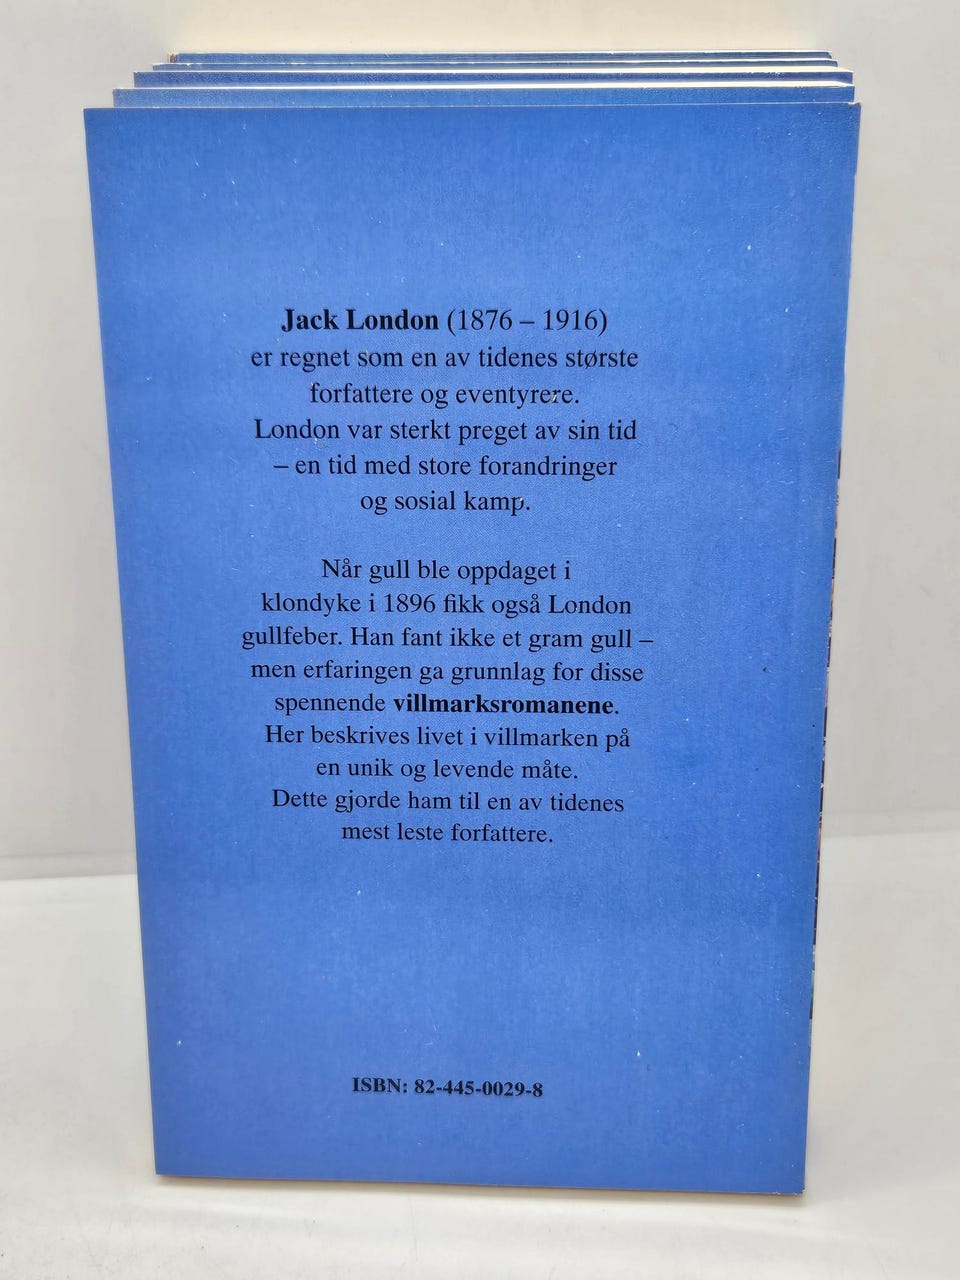 Jack London (1876 – 1916)
er regnet som en av tidenes største
forfattere og eventyrere.
London var sterkt preget av sin tid
– en tid med store forandringer
og sosial kamp.
Når gull ble oppdaget i
klondyke i 1896 fikk også London
gullfeber. Han fant ikke et gram gull –
men erfaringen ga grunnlag for disse
spennende villmarksromanene.
Her beskrives livet i villmarken på
en unik og levende måte.
Dette gjorde ham til en av tidenes
mest leste forfattere.
ISBN: 82-445-0029-8